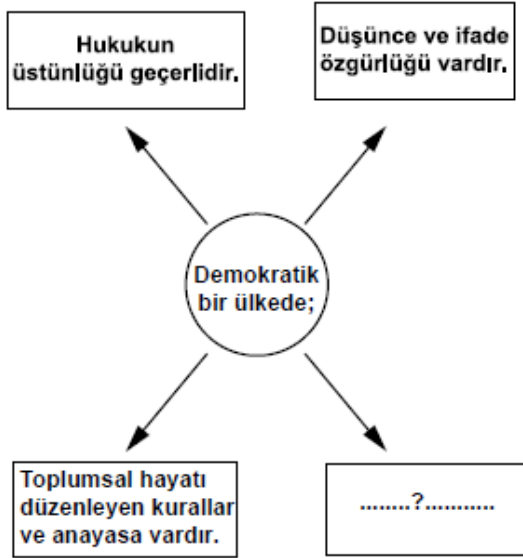 Hukukun
üstünlüğü geçerlidir.
Düşünce ve ifade
özgürlüğü vardır.
Demokratik
bir ülkede;
Toplumsal hayatı
düzenleyen kurallar
ve anayasa vardır.
........?...........